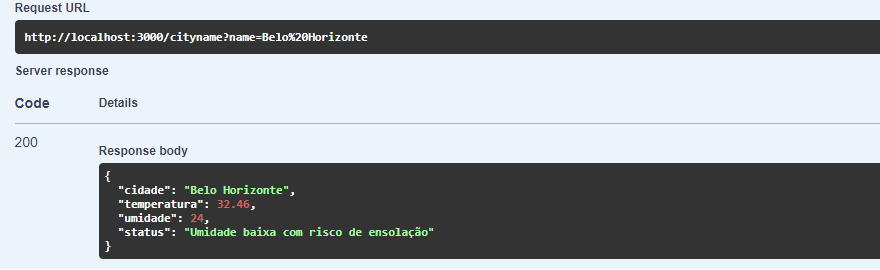 Request URL
http://localhost:3000/cityname?name=Belo%20Horizonte
Server response
Code Details
200
Response body
{
"cidade": "Belo Horizonte",
"temperatura": 32.46,
"umidade": 24,
"status": "Umidade baixa com risco de ensolação"
}